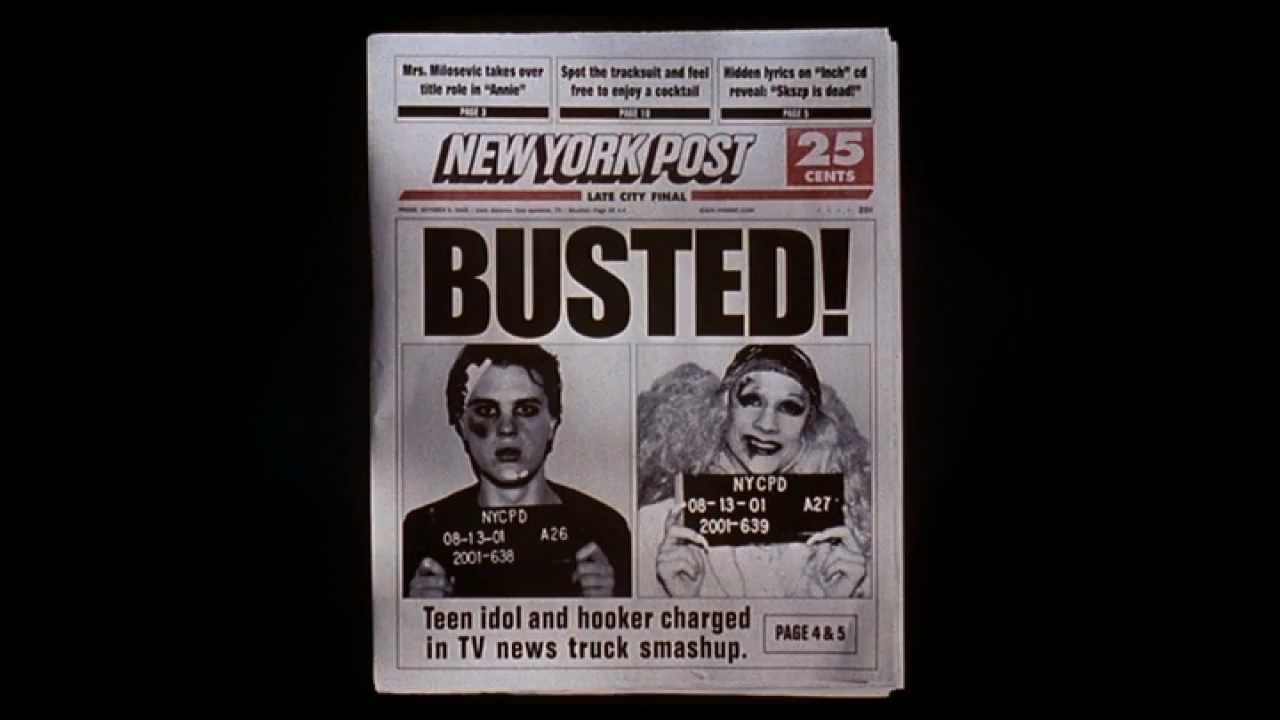 Mrs. Milosevic takes over
title role in "Annie"
PAGE 3
Spot the tracksuit and feel
free to enjoy a cocktail
PAGE 10
Hidden lyrics on "Inch" cd
reveal: "Skszp is dead!"
PAGE 5
NEW YORK POST
25
CENTS
LATE CITY FINAL
BUSTED!
NYCPD
08-13-01 A26
2001-638
NYCPD
08-13-01 A27
2001-639
Teen idol and hooker charged
in TV news truck smashup.
PAGE 4 & 5